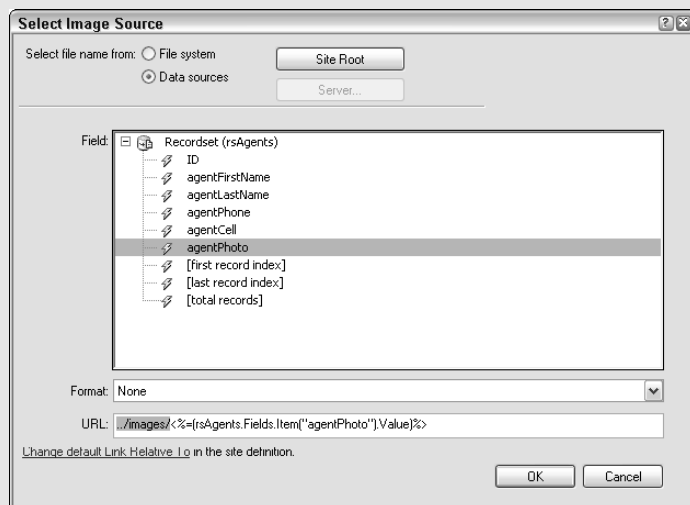 Select Image Source
Select file name from: File system
Site Root
Data sources
Server...
Field:
Recordset (rsAgents)
ID
agentFirstName
agentLastName
agentPhone
agentCell
agentPhoto
[first record index]
[last record index]
[total records]
Format: None
URL: ../images/<%=(rsAgents.Fields.Item("agentPhoto").Value)%>
Change default Link Relative To in the site definition.
OK Cancel